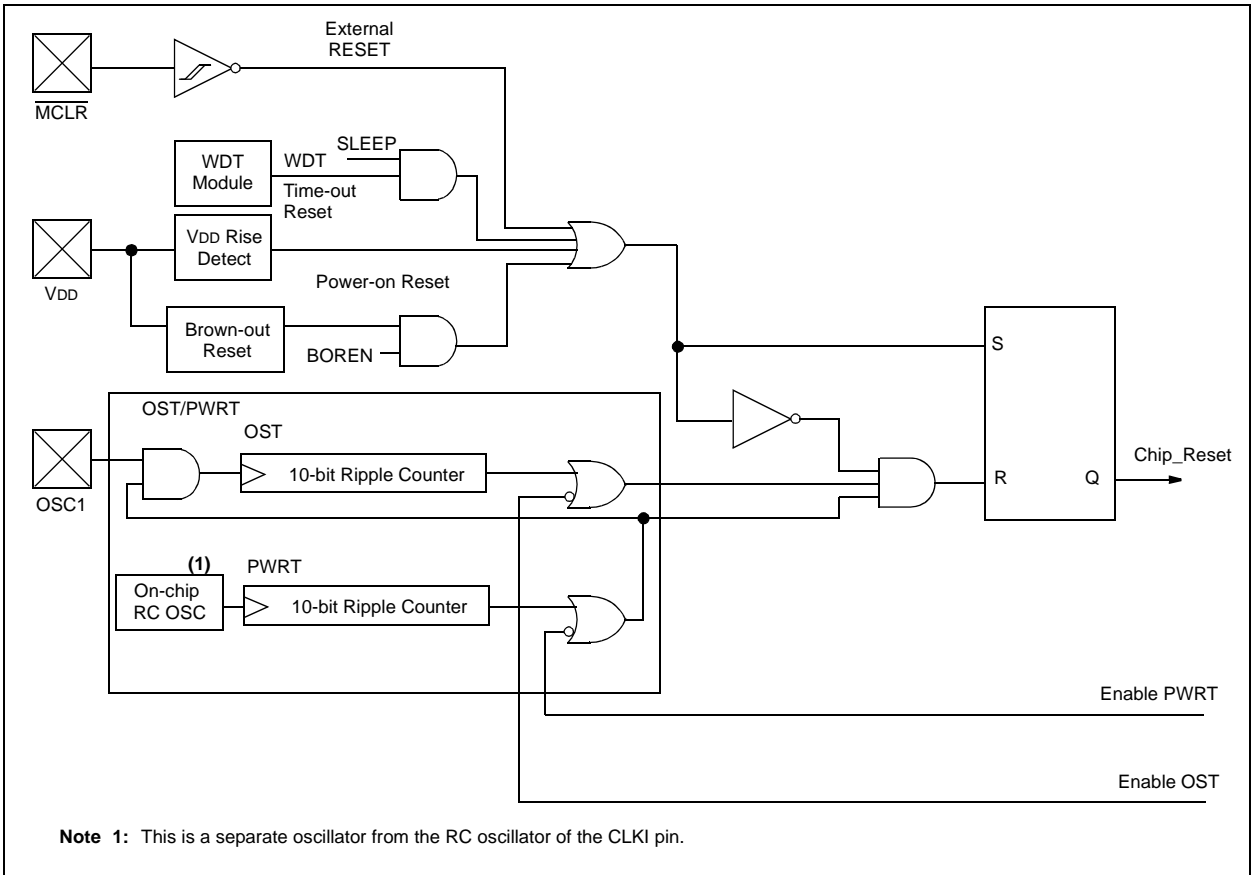 External
RESET
MCLR
SLEEP
WDT
Module
WDT
Time-out
Reset
VDD Rise
Detect
VDD
Power-on Reset
Brown-out
Reset
BOREN
S
OST/PWRT
OST
10-bit Ripple Counter
OSC1
Chip_Reset
R
Q
(1)
PWRT
On-chip
RC OSC
10-bit Ripple Counter
Enable PWRT
Enable OST
Note 1: This is a separate oscillator from the RC oscillator of the CLKI pin.